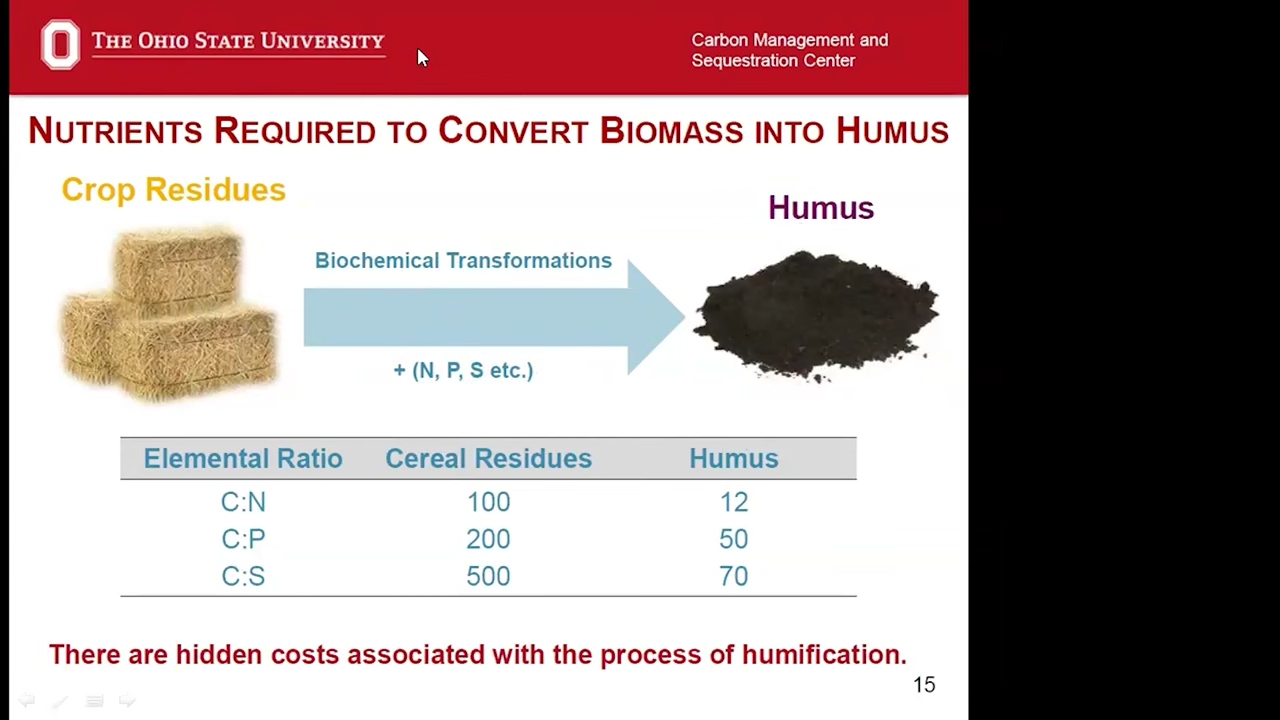 THE OHIO STATE UNIVERSITY
Carbon Management and
Sequestration Center
NUTRIENTS REQUIRED TO CONVERT BIOMASS INTO HUMUS
Crop Residues
Humus
Biochemical Transformations
+ (N, P, S etc.)
Elemental Ratio Cereal Residues Humus
C:N 100 12
C:P 200 50
C:S 500 70
There are hidden costs associated with the process of humification.
15